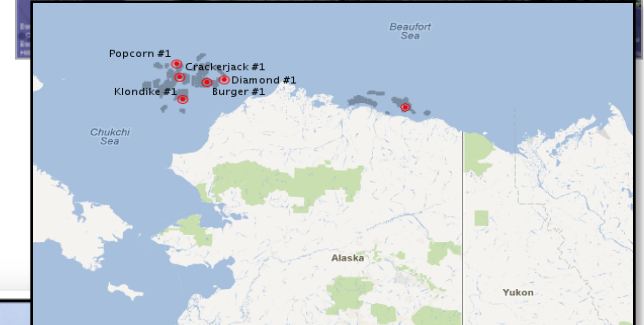 Beaufort
Sea
Popcorn #1
Crackerjack #1
Diamond #1
Klondike #1
Burger #1
Chukchi
Sea
Alaska
Yukon